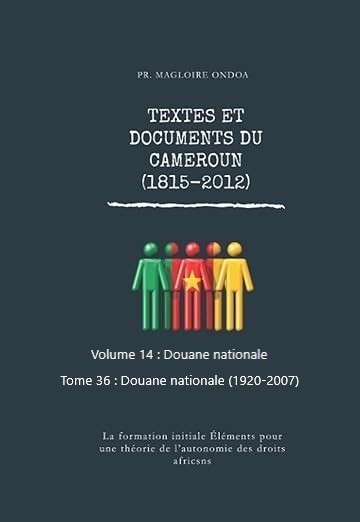 PR. MAGLOIRE ONDOA
TEXTES ET
DOCUMENTS DU
CAMEROUN
(1815-2012)
Volume 14 : Douane nationale
Tome 36 : Douane nationale (1920-2007)
La formation initiale Éléments pour
une théorie de l'autonomie des droits
africsns